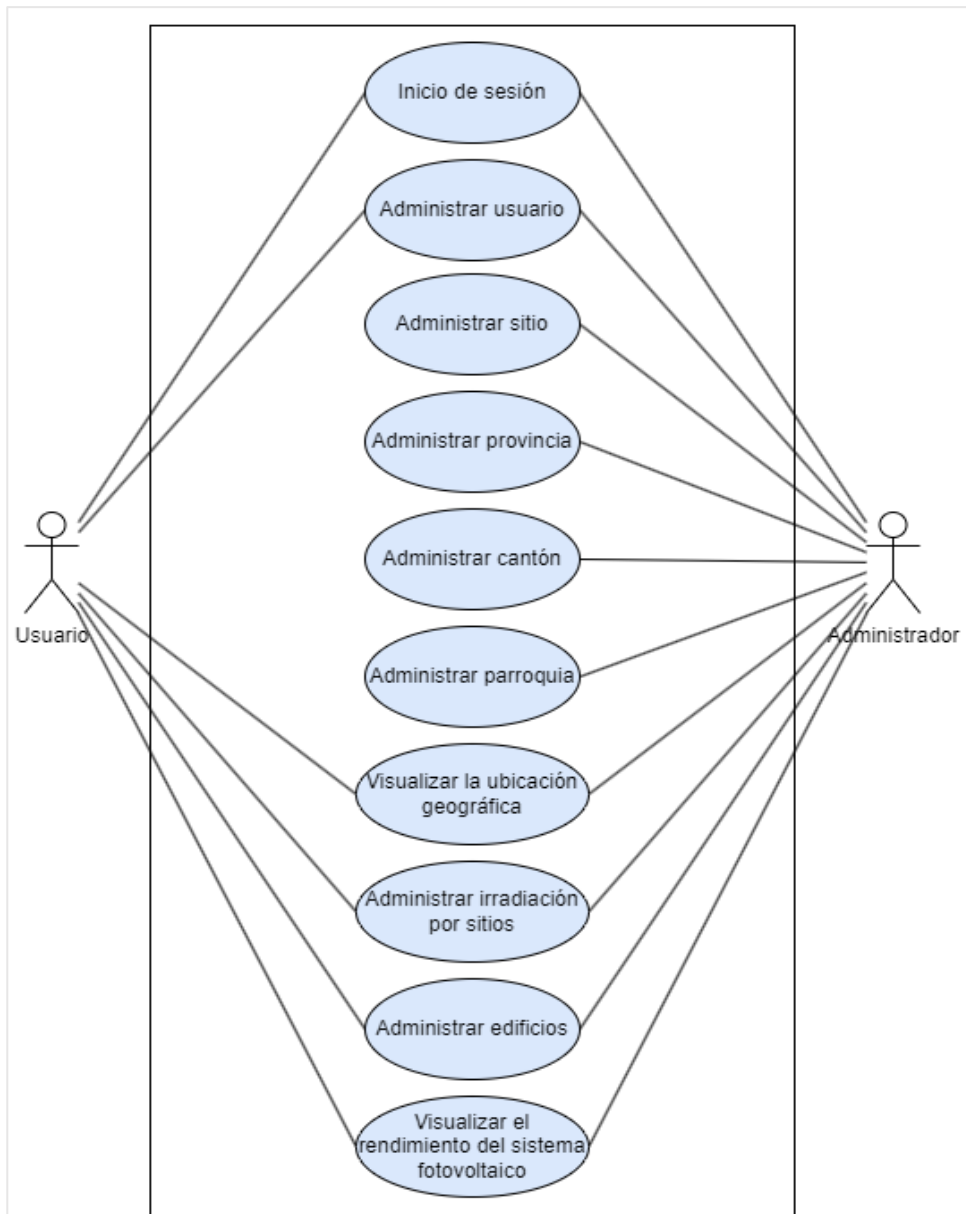 Inicio de sesión
Administrar usuario
Administrar sitio
Administrar provincia
Administrar cantón
Usuario
Administrador
Administrar parroquia
Visualizar la ubicación
geográfica
Administrar irradiación
por sitios
Administrar edificios
Visualizar el
rendimiento del sistema
fotovoltaico